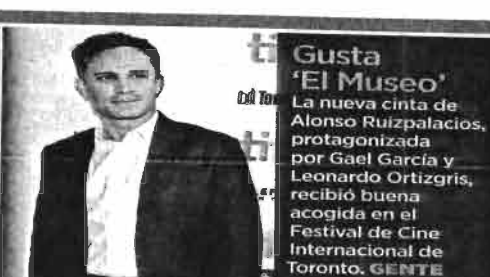 Gusta
'El Museo'
La nueva cinta de
Alonso Ruizpalacios,
protagonizada
por Gael García y
Leonardo Ortizgris,
recibió buena
acogida en el
Festival de Cine
Internacional de
Toronto. GENTE